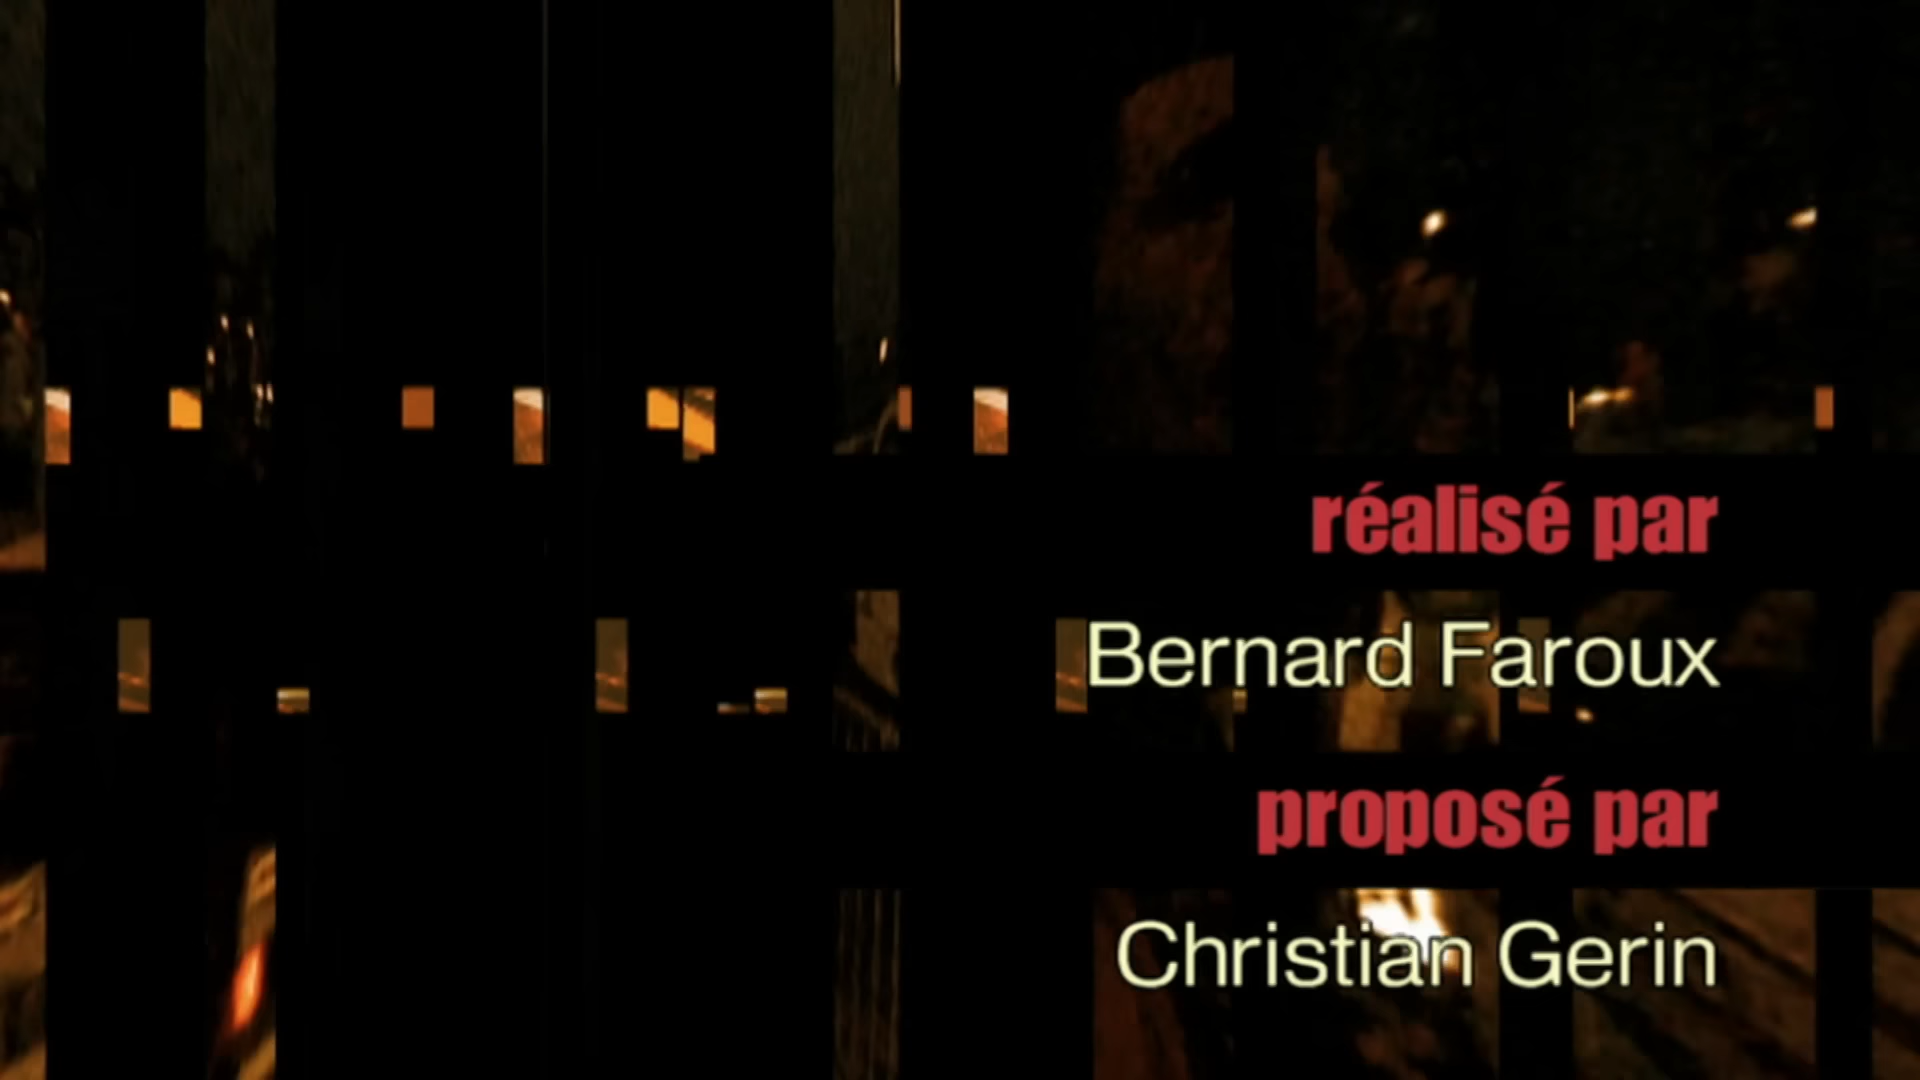 réalisé par
Bernard Faroux
proposé par
Christian Gerin